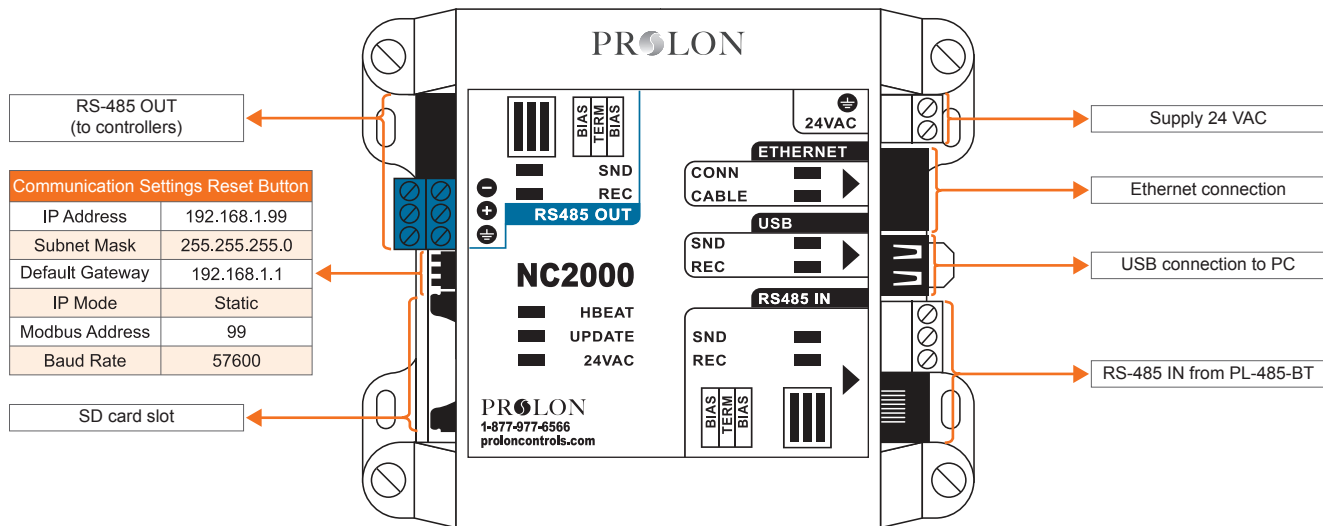 PROLON
RS-485 OUT
(to controllers)
Communication Settings Reset Button
IP Address 192.168.1.99
Subnet Mask 255.255.255.0
Default Gateway 192.168.1.1
IP Mode Static
Modbus Address 99
Baud Rate 57600
SD card slot
BIAS
TERM
BIAS
SND
REC
RS485 OUT
NC2000
HBEAT
UPDATE
24VAC
PROLON
1-877-977-6566
proloncontrols.com
24VAC
ETHERNET
CONN
CABLE
USB
SND
REC
RS485 IN
SND
REC
BIAS
TERM
BIAS
Supply 24 VAC
Ethernet connection
USB connection to PC
RS-485 IN from PL-485-BT